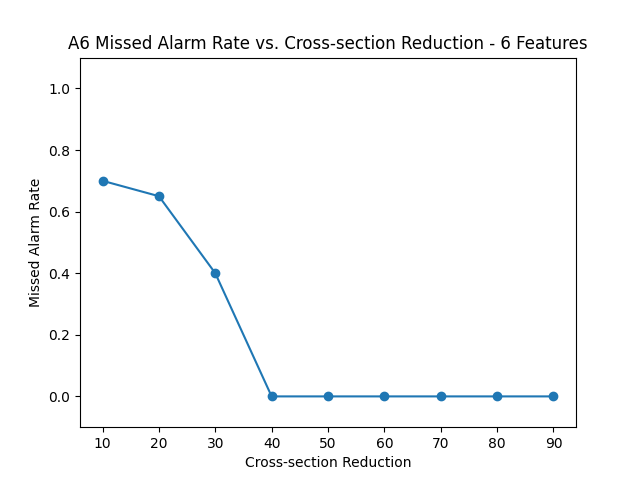 A6 Missed Alarm Rate vs. Cross-section Reduction - 6 Features
1.0
0.8
0.6
0.4
0.2
0.0
Missed Alarm Rate
10 20 30 40 50 60 70 80 90
Cross-section Reduction